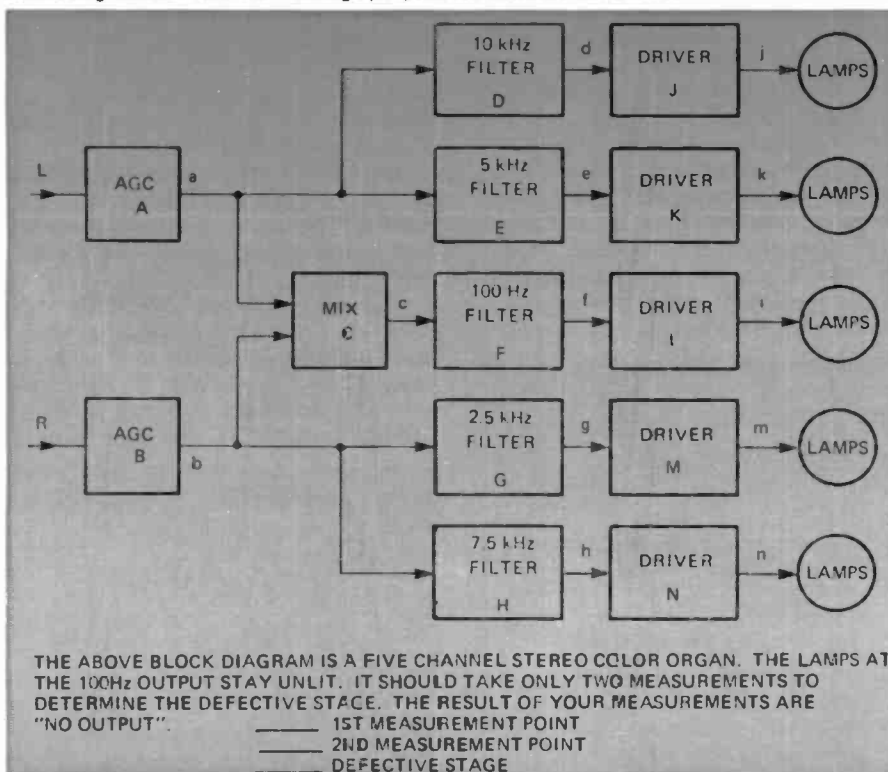 10 kHz
FILTER
D
d
DRIVER
J
j
LAMPS
L
AGC
A
a
5 kHz
FILTER
E
e
DRIVER
K
k
LAMPS
MIX
C
c
100 Hz
FILTER
F
f
DRIVER
LAMPS
R
AGC
B
b
2.5 kHz
FILTER
G
g
DRIVER
M
m
LAMPS
7.5 kHz
FILTER
H
h
DRIVER
N
n
LAMPS
THE ABOVE BLOCK DIAGRAM IS A FIVE CHANNEL STEREO COLOR ORGAN. THE LAMPS AT
THE 100Hz OUTPUT STAY UNLIT. IT SHOULD TAKE ONLY TWO MEASUREMENTS TO
DETERMINE THE DEFECTIVE STAGE. THE RESULT OF YOUR MEASUREMENTS ARE
"NO OUTPUT".
______ 1ST MEASUREMENT POINT
______ 2ND MEASUREMENT POINT
______ DEFECTIVE STAGE